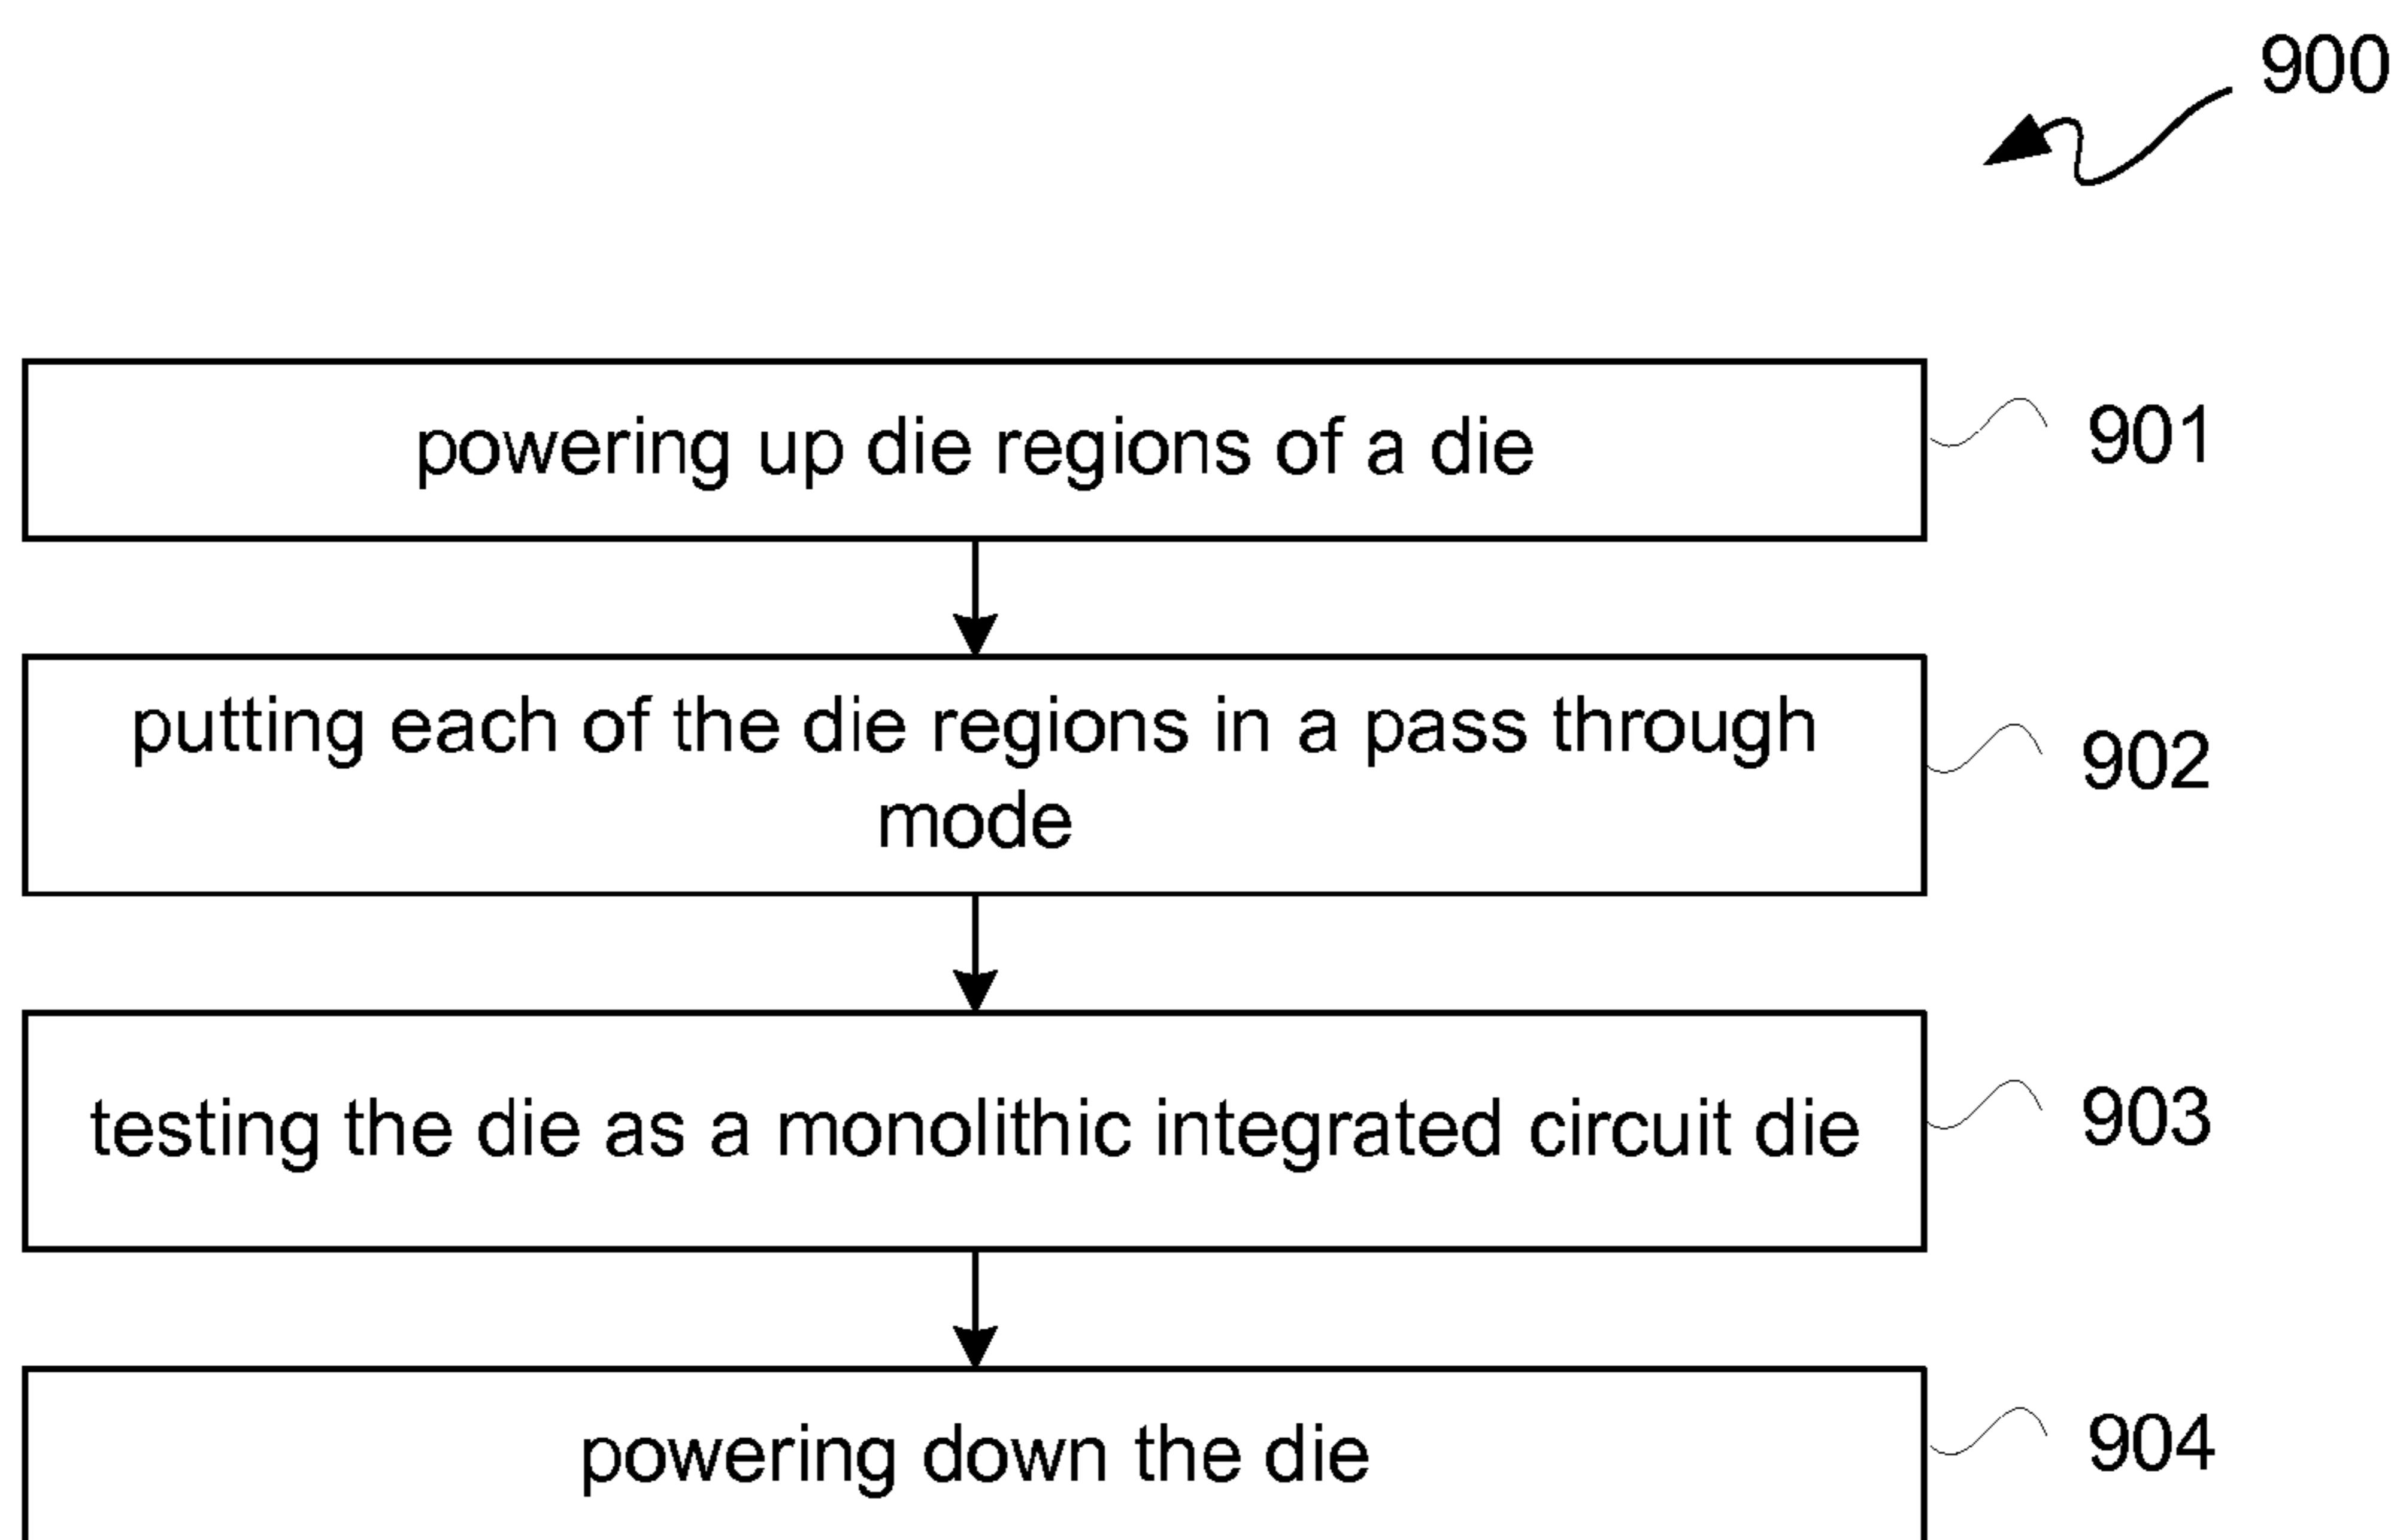 900
powering up die regions of a die
901
putting each of the die regions in a pass through
mode
902
testing the die as a monolithic integrated circuit die
903
powering down the die
904